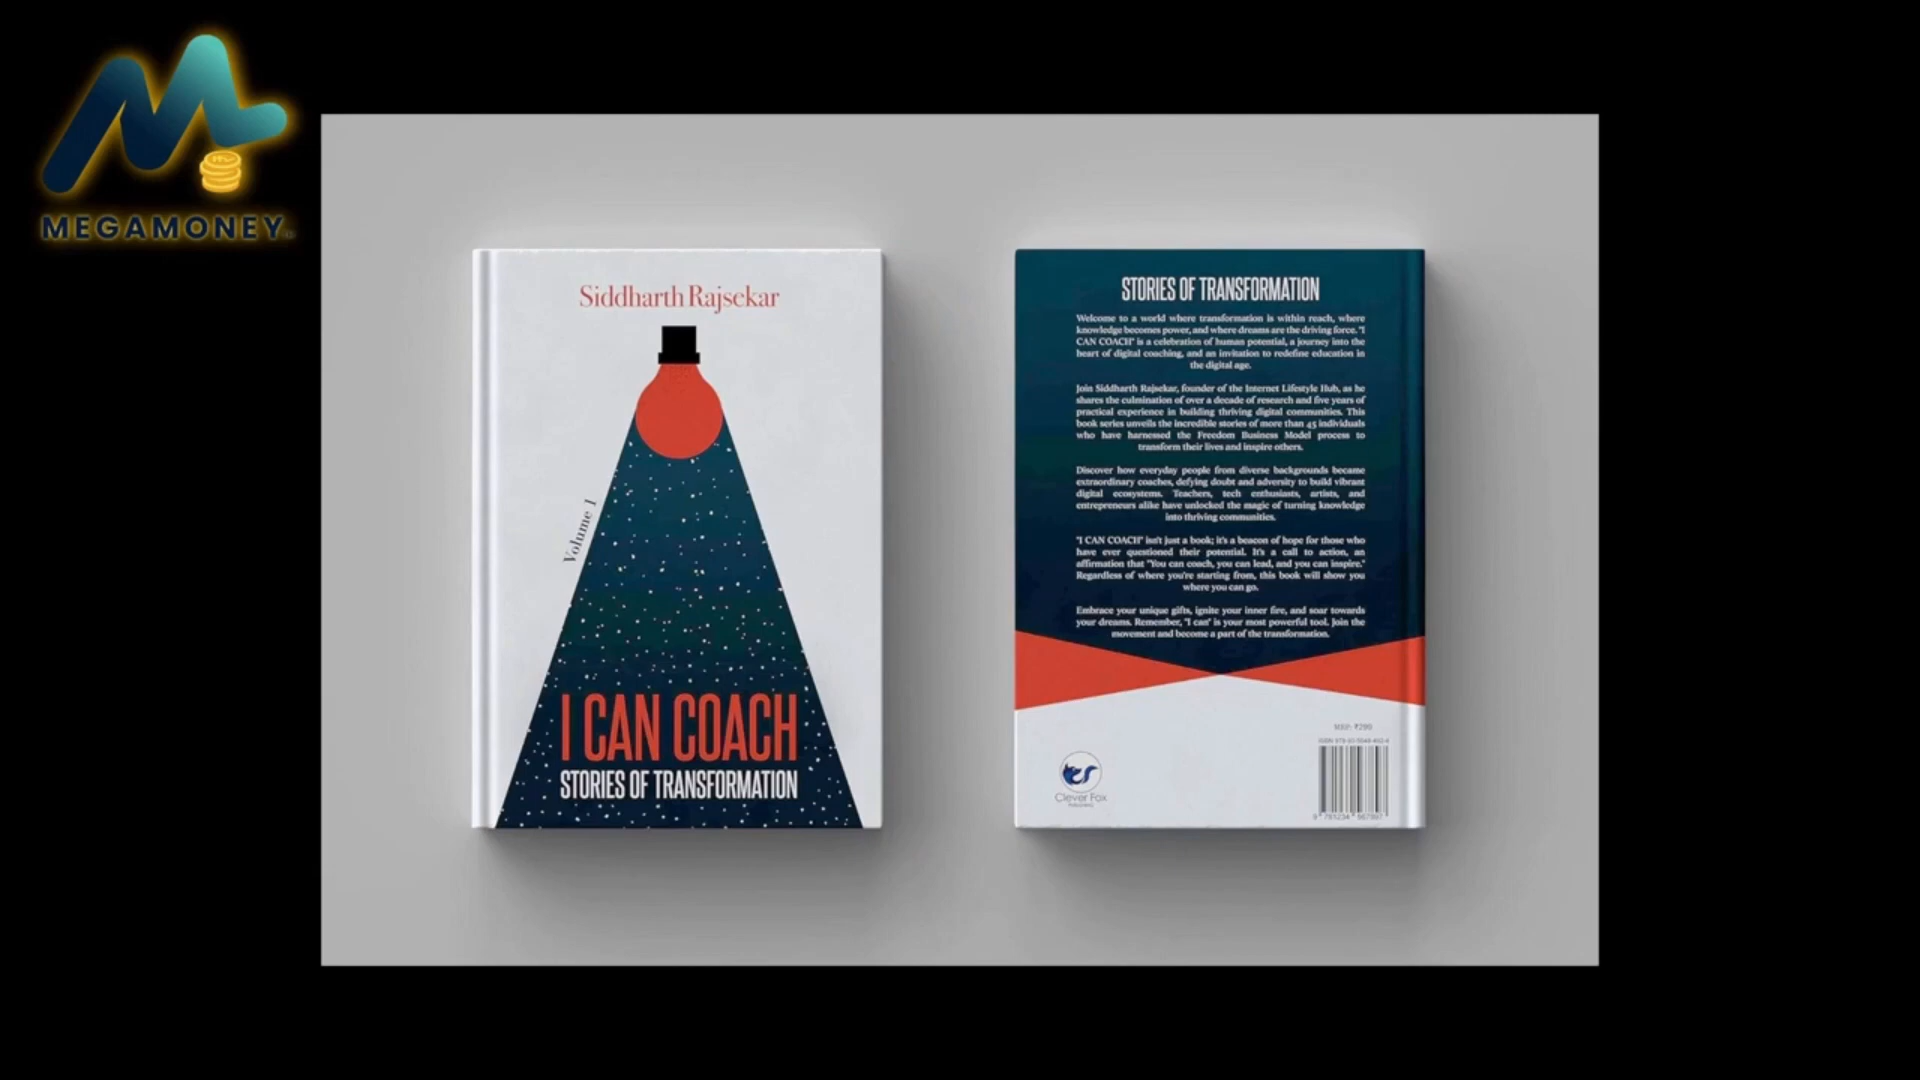 MEGAMONEY
Siddharth Rajsekar
Volume 1
I CAN COACH
STORIES OF TRANSFORMATION
STORIES OF TRANSFORMATION
Welcome to a world where transformation is within reach, where
knowledge becomes power, and where dreams are the driving force. "I
CAN COACH" is a celebration of human potential, a journey into the
heart of digital coaching, and an invitation to redefine education in
the digital age.
Join Siddharth Rajsekar, founder of the Internet Lifestyle Hub, as he
shares the culmination of over a decade of research and five years of
practical experience in building thriving digital communities. This
book series unveils the incredible stories of more than 45 individuals
who have harnessed the Freedom Business Model process to
transform their lives and inspire others.
Discover how everyday people from diverse backgrounds became
extraordinary coaches, defying doubt and adversity to build vibrant
digital ecosystems. Teachers, tech enthusiasts, artists, and
entrepreneurs alike have unlocked the magic of turning knowledge
into thriving communities.
"I CAN COACH" isn't just a book; it's a beacon of hope for those who
have ever questioned their potential. It's a call to action, an
affirmation that "You can coach, you can lead, and you can inspire."
Regardless of where you're starting from, this book will show you
where you can go.
Embrace your unique gifts, ignite your inner fire, and soar towards
your dreams. Remember, "I can" is your most powerful tool. Join the
movement and become a part of the transformation.
MRP: ₹299
Clever Fox
PUBLISHING